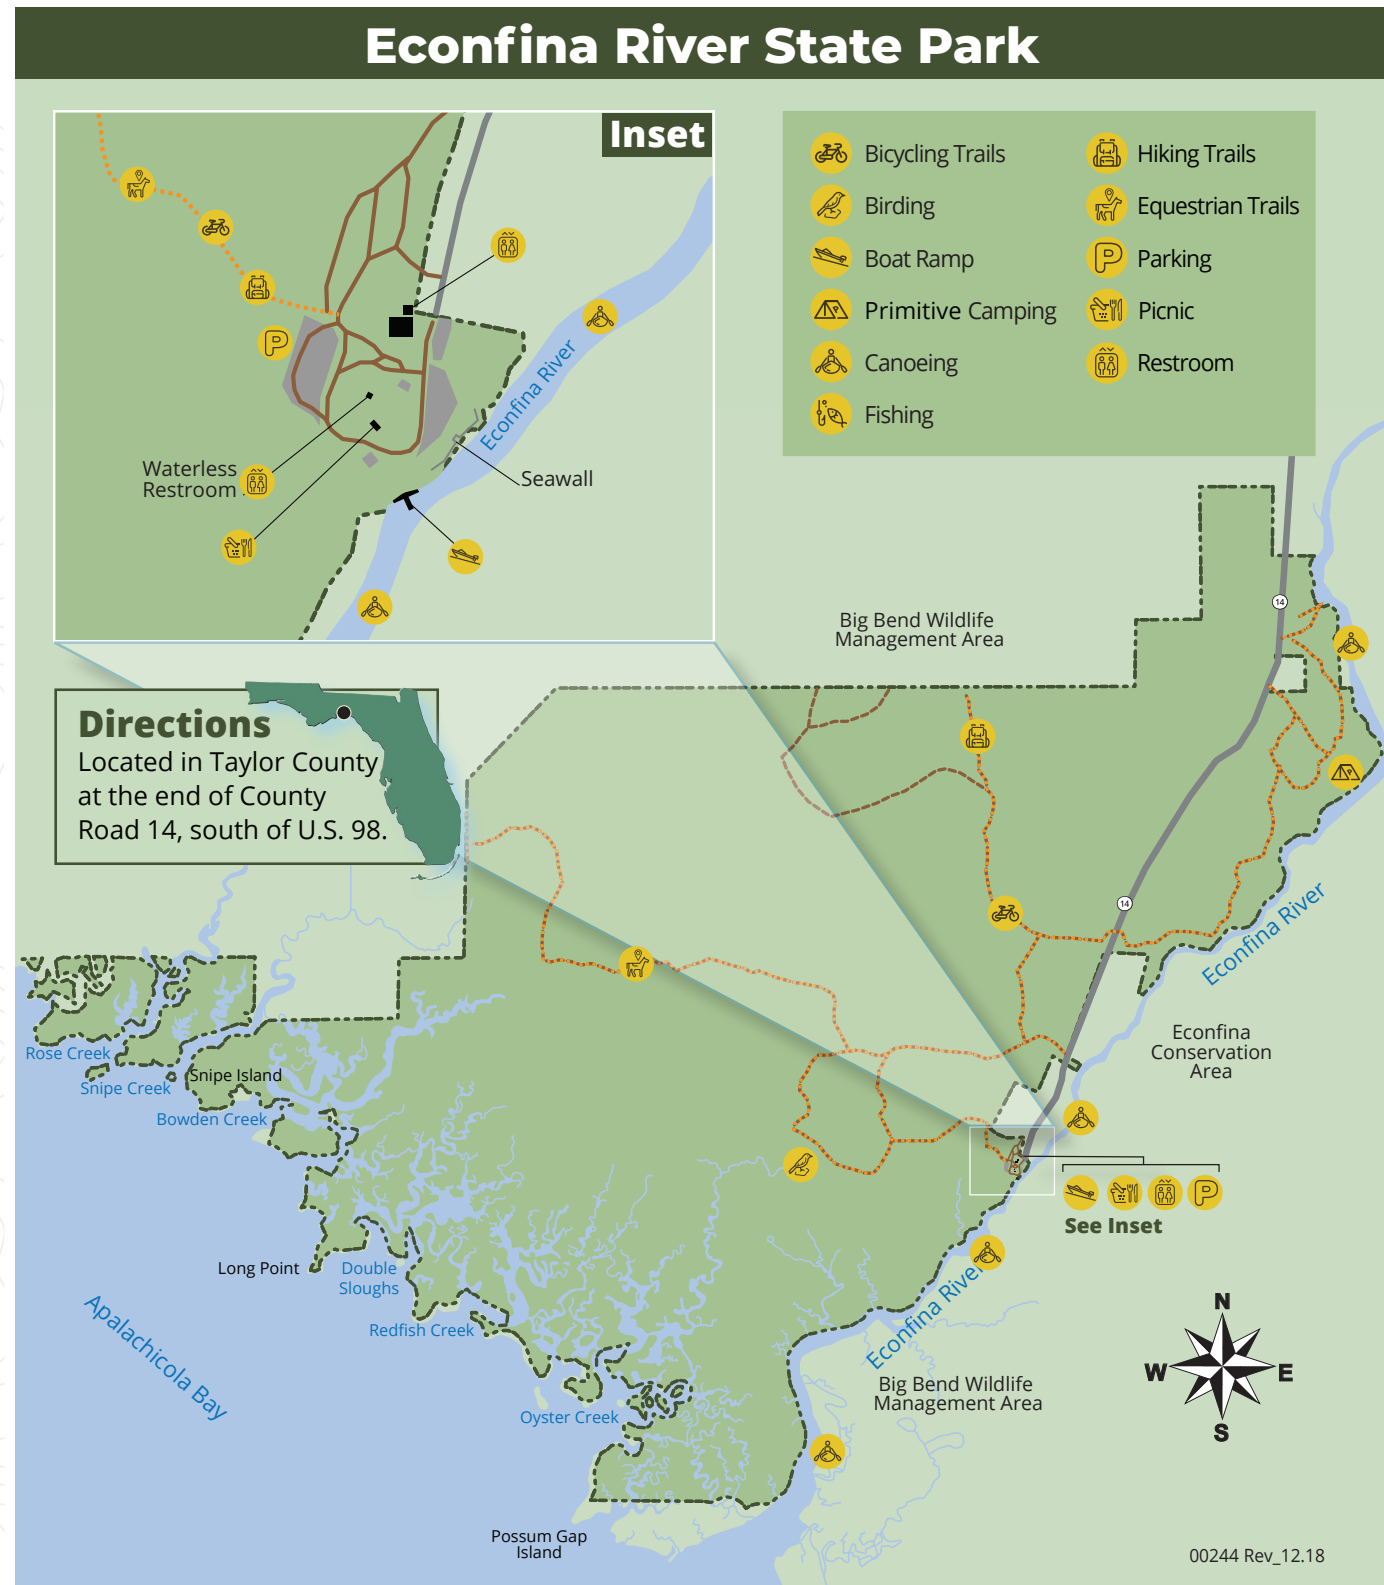 Econfina River State Park
Inset
Econfina River
Waterless
Restroom
Seawall
Bicycling Trails
Birding
Boat Ramp
Primitive Camping
Canoeing
Fishing
Hiking Trails
Equestrian Trails
Parking
Picnic
Restroom
Directions
Located in Taylor County
at the end of County
Road 14, south of U.S. 98.
Big Bend Wildlife
Management Area
14
14
Econfina River
Econfina
Conservation
Area
Rose Creek
Snipe Creek
Snipe Island
Bowden Creek
See Inset
Long Point
Double
Sloughs
Redfish Creek
Apalachicola Bay
Econfina River
Big Bend Wildlife
Management Area
Oyster Creek
Possum Gap
Island
N
W
E
S
00244 Rev_12.18